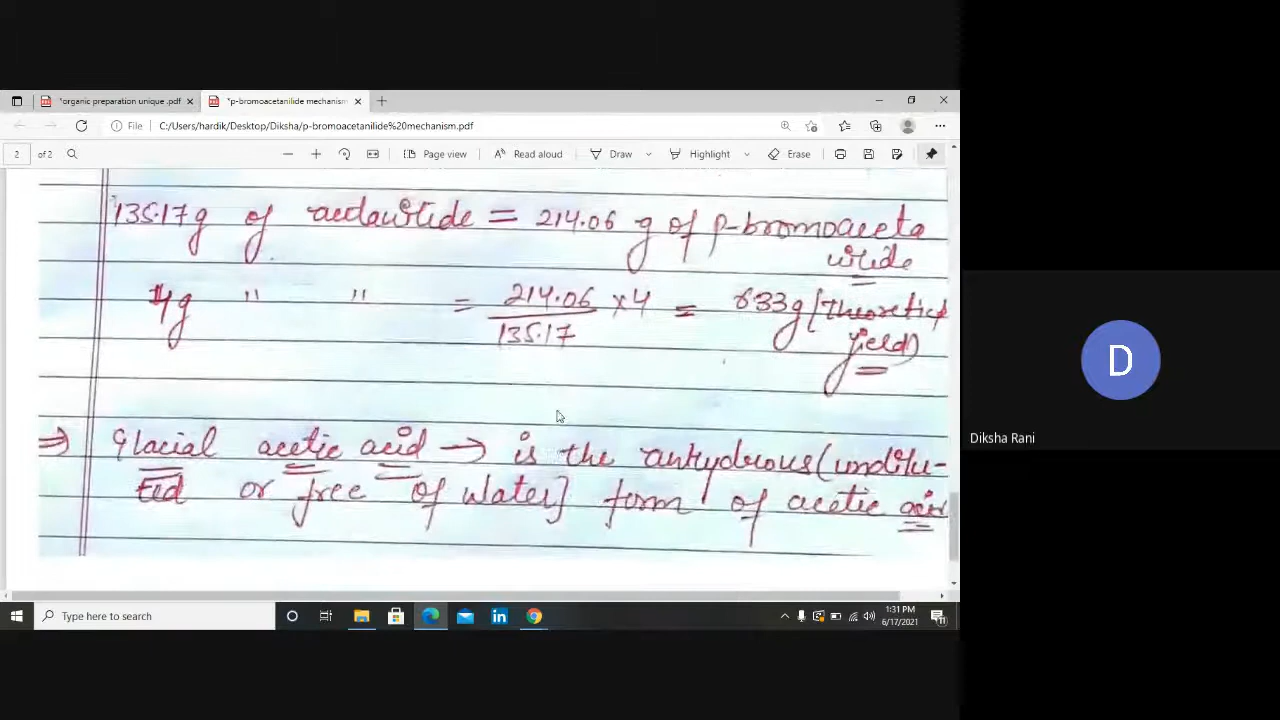 *organic preparation unique .pdf
*p-bromoacetanilide mechanism
File C:/Users/hardik/Desktop/Diksha/p-bromoacetanilide%20mechanism.pdf
2 of 2 Page view Read aloud Draw Highlight Erase
135.17g of acetanilide = 214.06 g of p-bromoaceta
nilide
4g " " = 214.06 / 135.17 x 4 = 6.33g (Theoretical
yield)
⇒ Glacial acetic acid → is the anhydrous (undilu-
ted or free of water] form of acetic acid
Diksha Rani
D
Type here to search
1:31 PM
6/17/2021